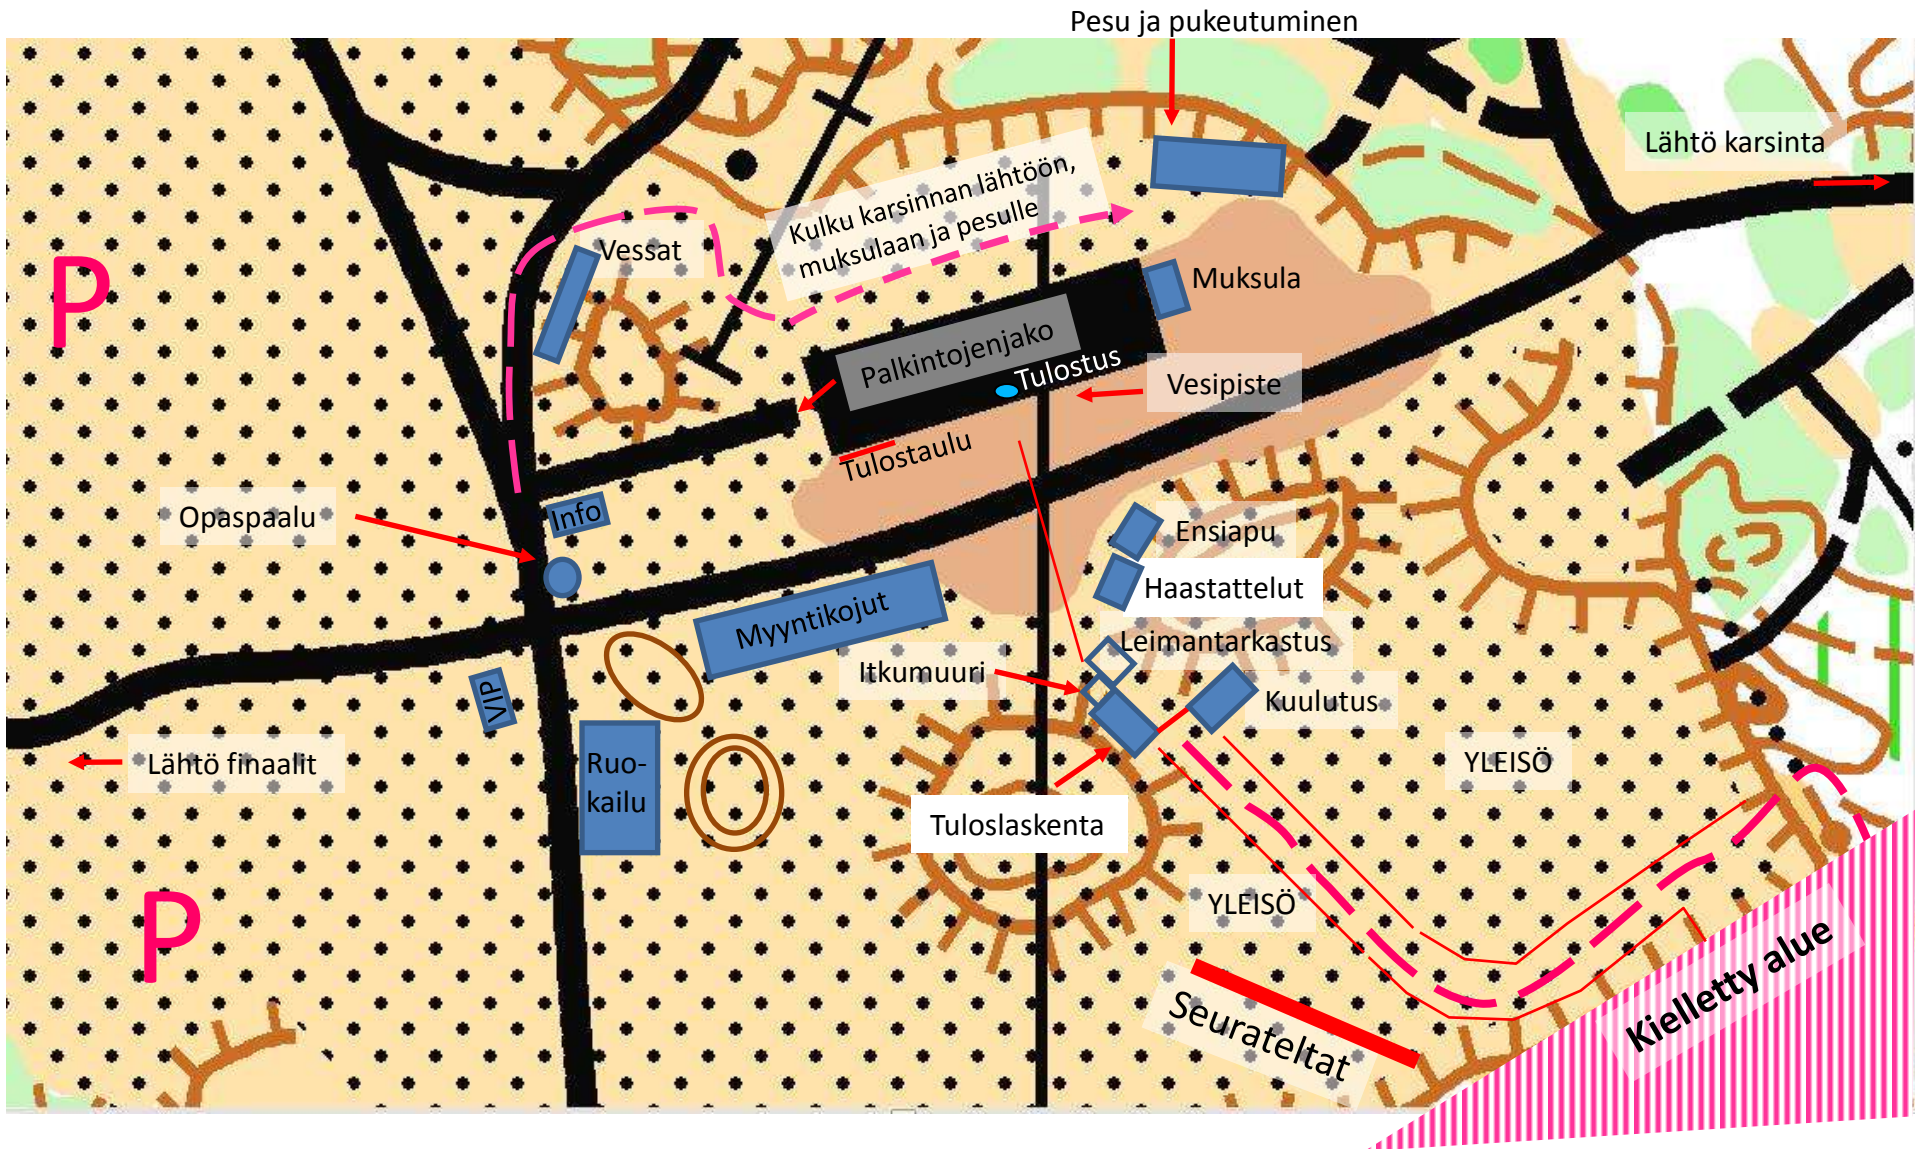 Pesu ja pukeutuminen
Lähtö karsinta
Kulku karsinnan lähtöön,
muksulaan ja pesulle
Vessat
P
Muksula
Palkintojenjako
Tulostus
Vesipiste
Tulostaulu
Opaspaalu
Info
Ensiapu
Haastattelut
Myyntikojut
Leimantarkastus
Itkumuuri
VIP
Kuulutus
Lähtö finaalit
Ruo-
kailu
YLEISÖ
Tuloslaskenta
YLEISÖ
P
Kielletty alue
Seurateltat